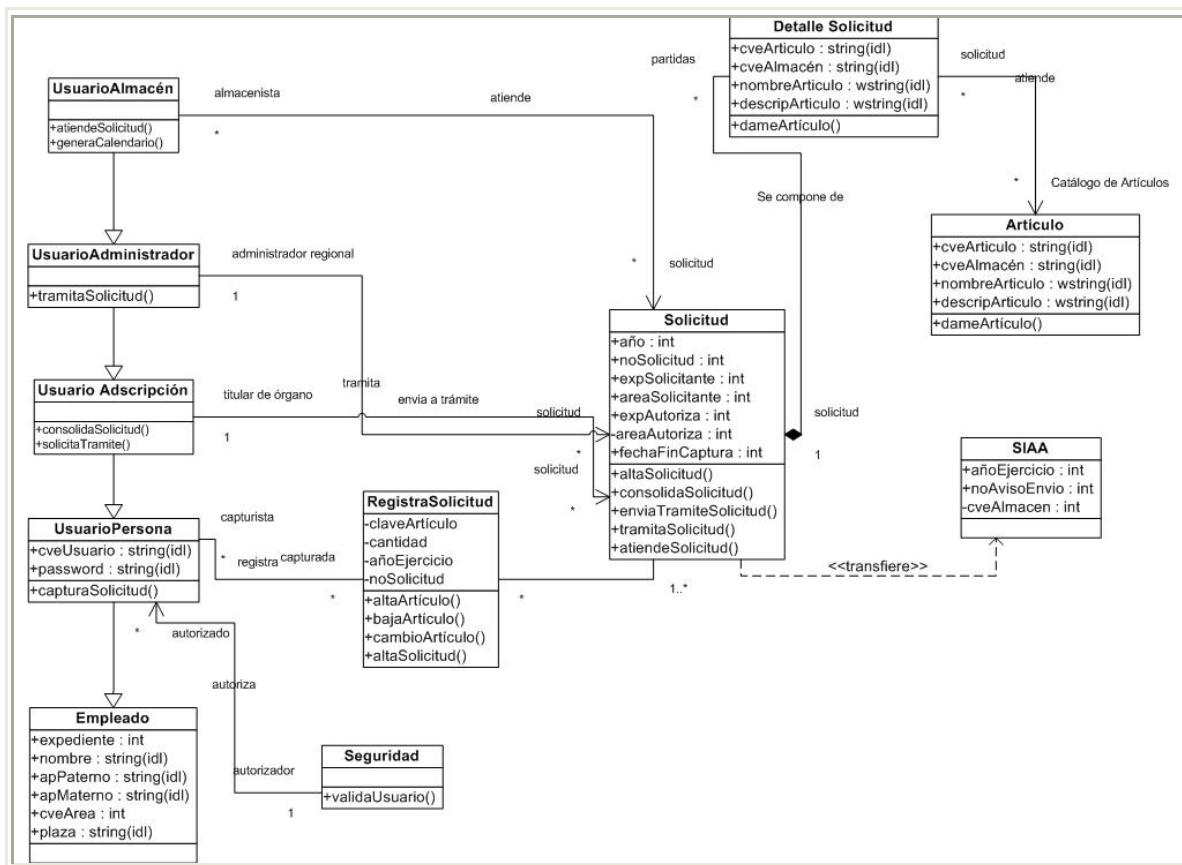 Detalle Solicitud
+cveArticulo : string(idl)
+cveAlmacén : string(idl)
+nombreArticulo : wstring(idl)
+descripArticulo : wstring(idl)
+dameArtículo()
partidas
*
solicitud
atiende
*
UsuarioAlmacén
+atiendeSolicitud()
+generaCalendario()
almacenista
*
atiende
*
Catálogo de Artículos
Se compone de
Artículo
+cveArticulo : string(idl)
+cveAlmacén : string(idl)
+nombreArticulo : wstring(idl)
+descripArticulo : wstring(idl)
+dameArtículo()
UsuarioAdministrador
+tramitaSolicitud()
administrador regional
1
*
solicitud
Solicitud
+año : int
+noSolicitud : int
+expSolicitante : int
+areaSolicitante : int
+expAutoriza : int
-areaAutoriza : int
+fechaFinCaptura : int
+altaSolicitud()
+consolidaSolicitud()
+enviaTramiteSolicitud()
+tramitaSolicitud()
+atiendeSolicitud()
Usuario Adscripción
+consolidaSolicitud()
+solicitaTramite()
titular de órgano
1
tramita
envia a trámite
solicitud
*
solicitud
*
solicitud
1
SIAA
+añoEjercicio : int
+noAvisoEnvio : int
-cveAlmacen : int
<<transfiere>>
UsuarioPersona
+cveUsuario : string(idl)
+password : string(idl)
+capturaSolicitud()
capturista
*
registra
capturada
*
RegistraSolicitud
-claveArtículo
-cantidad
-añoEjercicio
-noSolicitud
+altaArtículo()
+bajaArtículo()
+cambioArtículo()
+altaSolicitud()
*
1..*
*
autorizado
autoriza
autorizador
1
Empleado
+expediente : int
+nombre : string(idl)
+apPaterno : string(idl)
+apMaterno : string(idl)
+cveArea : int
+plaza : string(idl)
Seguridad
+validaUsuario()